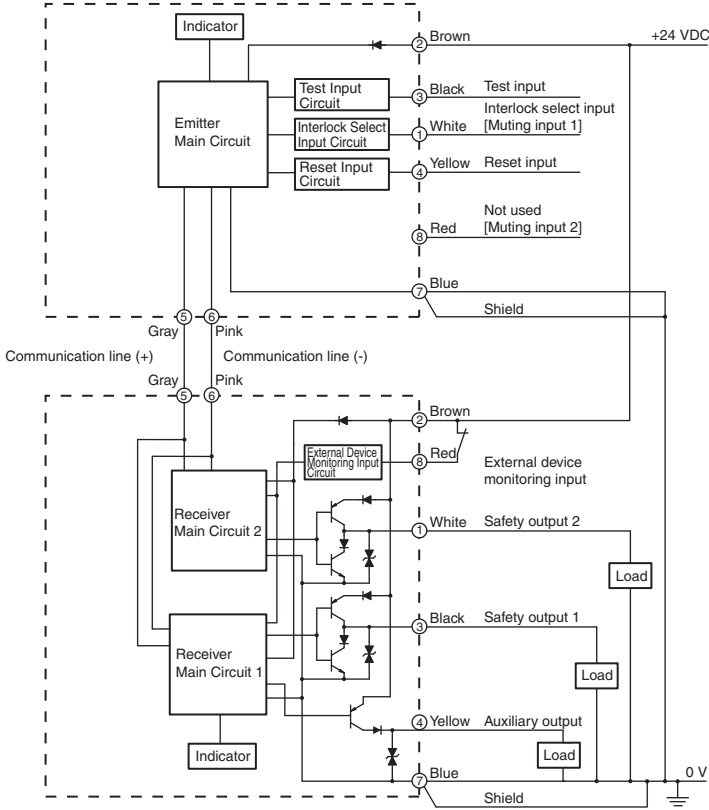 Indicator
2 Brown
+24 VDC
Test Input
Circuit
3 Black Test input
Emitter
Main Circuit
Interlock Select
Input Circuit
1 White Interlock select input
[Muting input 1]
Reset Input
Circuit
4 Yellow Reset input
8 Red Not used
[Muting input 2]
7 Blue
Shield
5 6
Gray Pink
Communication line (+) Communication line (-)
Gray Pink
5 6
2 Brown
External Device
Monitoring Input
Circuit
8 Red
External device
monitoring input
Receiver
Main Circuit 2
1 White Safety output 2
Load
3 Black Safety output 1
Receiver
Main Circuit 1
Load
4 Yellow Auxiliary output
Indicator
Load
7 Blue
0 V
Shield